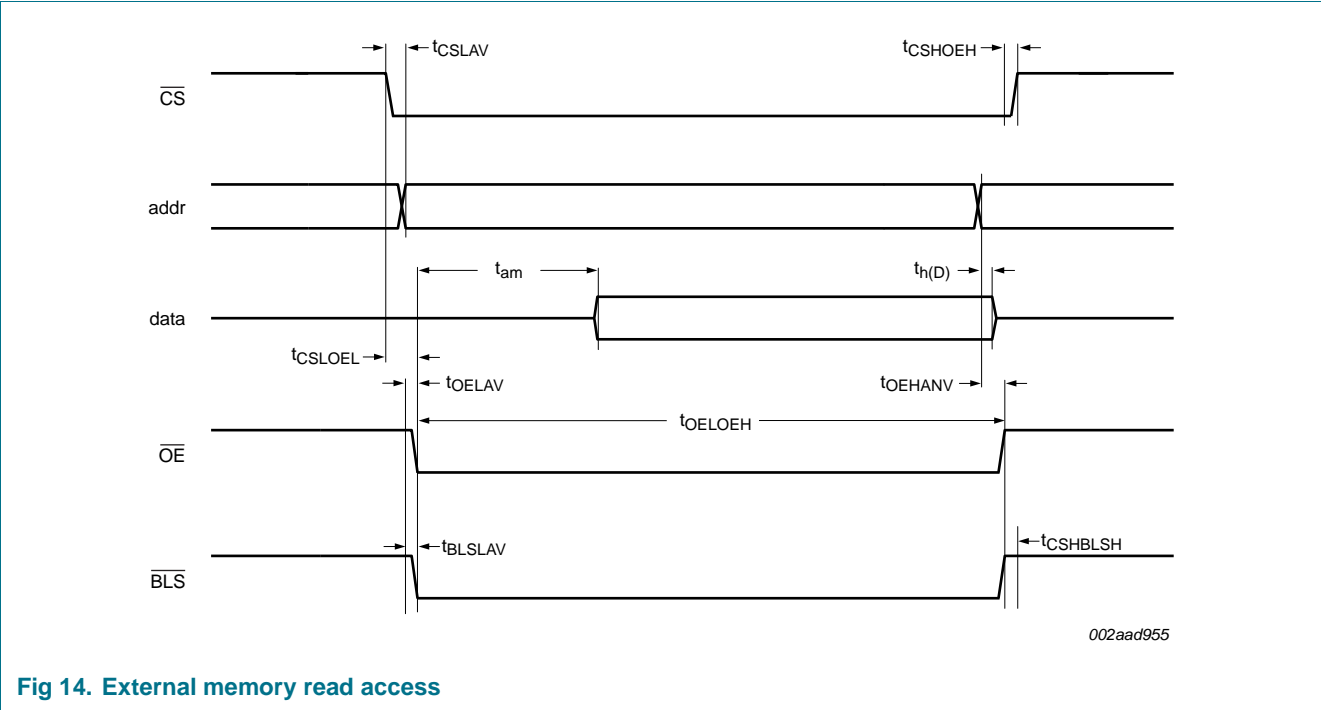 tCSLAV
tCSHOEH
CS
addr
tam
th(D)
data
tCSLOEL
tOELAV
tOEHANV
tOELOEH
OE
tBLSLAV
tCSHBLSH
BLS
002aad955
Fig 14. External memory read access